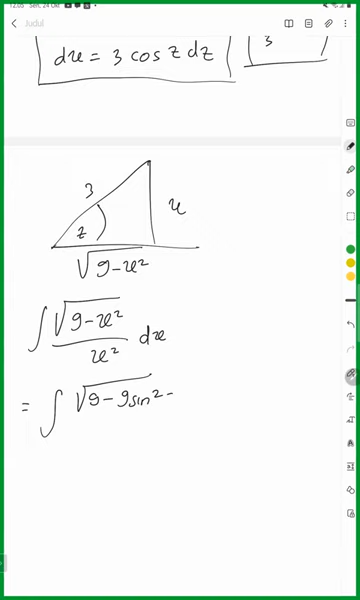 12.05 Sen, 24 Okt
Judul
dx = 3 cos z dz
3
3
z
x
√9-x²
∫ √9-x² / x² dx
= ∫ √9-9sin²